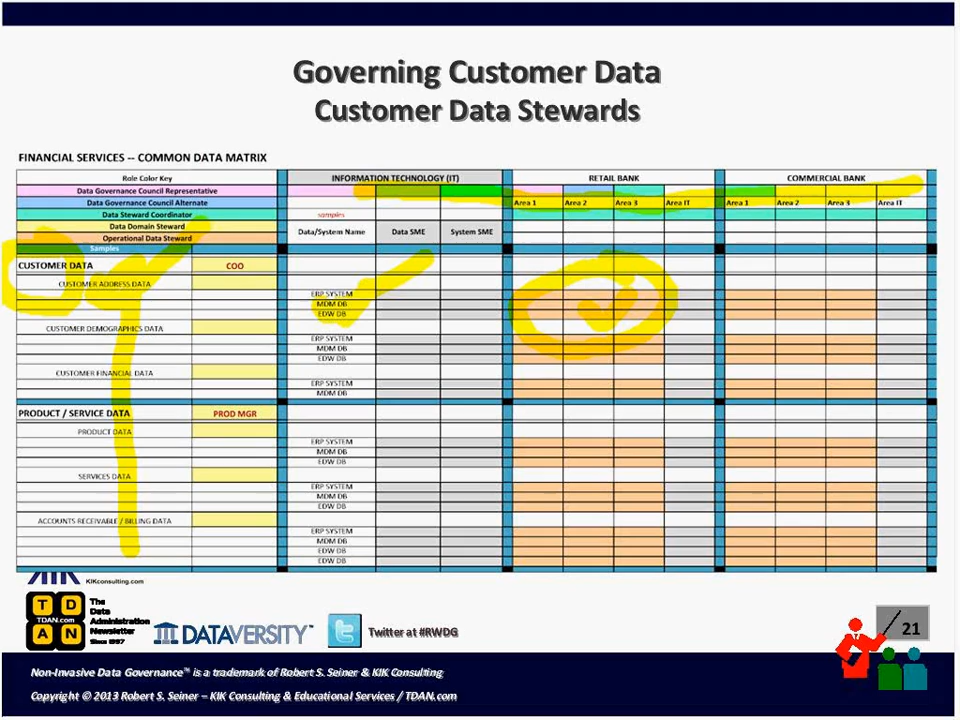 Governing Customer Data
Customer Data Stewards
FINANCIAL SERVICES -- COMMON DATA MATRIX
Role Color Key INFORMATION TECHNOLOGY (IT) RETAIL BANK COMMERCIAL BANK
Data Governance Council Representative
Data Governance Council Alternate Area 1 Area 2 Area 3 Area IT Area 1 Area 2 Area 3 Area IT
Data Steward Coordinator samples
Data Domain Steward
Data/System Name Data SME System SME
Operational Data Steward
Samples
CUSTOMER DATA COO
CUSTOMER ADDRESS DATA
ERP SYSTEM
MDM DB
EDW DB
CUSTOMER DEMOGRAPHICS DATA
ERP SYSTEM
MDM DB
EDW DB
CUSTOMER FINANCIAL DATA
ERP SYSTEM
MDM DB
PRODUCT / SERVICE DATA PROD MGR
PRODUCT DATA
ERP SYSTEM
MDM DB
EDW DB
SERVICES DATA
ERP SYSTEM
MDM DB
EDW DB
ACCOUNTS RECEIVABLE / BILLING DATA
ERP SYSTEM
MDM DB
EDW DB
EDW DB
KIK KIKconsulting.com
T D
TDAN.com
A N
The
Data
Administration
Newsletter
Since 1997
DATAVERSITY
Twitter at #RWDG
21
Non-Invasive Data Governance™ is a trademark of Robert S. Seiner & KIK Consulting
Copyright © 2013 Robert S. Seiner – KIK Consulting & Educational Services / TDAN.com